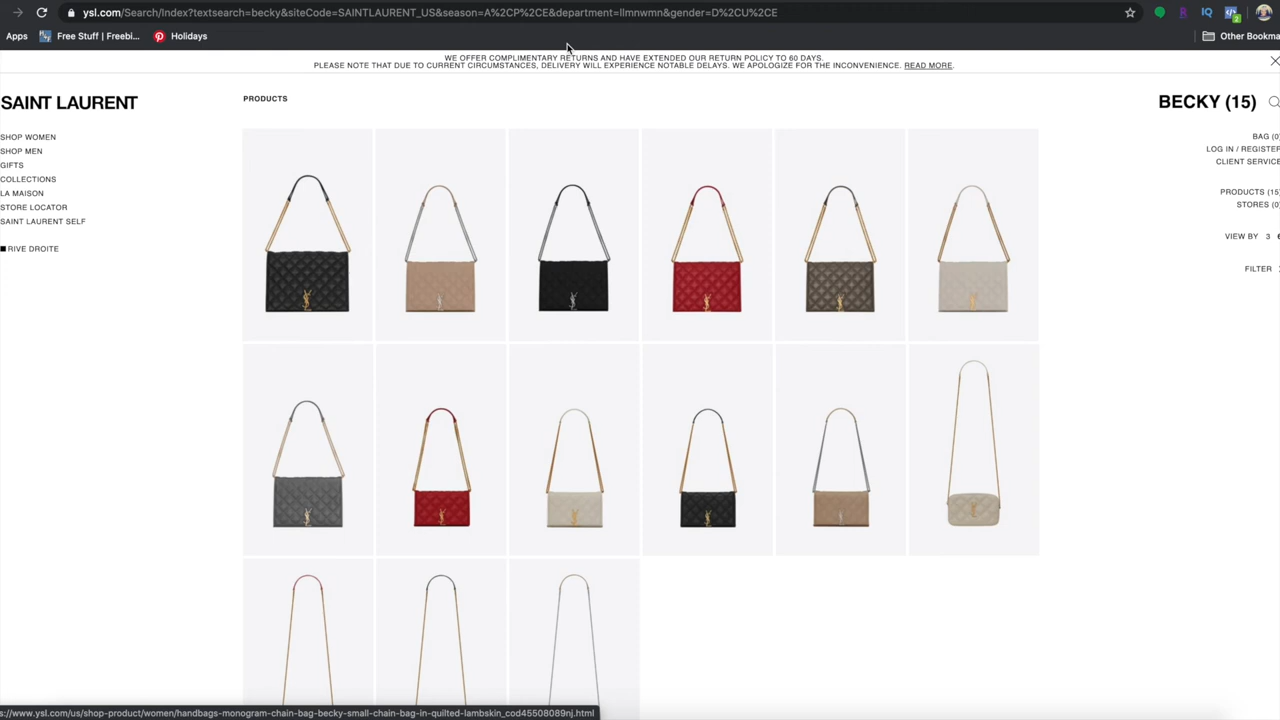 ysl.com/Search/Index?textsearch=becky&siteCode=SAINTLAURENT_US&season=A%2CP%2CE&department=llmnwmn&gender=D%2CU%2CE
Apps Free Stuff | Freebi... Holidays Other Bookma
WE OFFER COMPLIMENTARY RETURNS AND HAVE EXTENDED OUR RETURN POLICY TO 60 DAYS.
PLEASE NOTE THAT DUE TO CURRENT CIRCUMSTANCES, DELIVERY WILL EXPERIENCE NOTABLE DELAYS. WE APOLOGIZE FOR THE INCONVENIENCE. READ MORE.
SAINT LAURENT
PRODUCTS
BECKY (15)
SHOP WOMEN
SHOP MEN
GIFTS
COLLECTIONS
LA MAISON
STORE LOCATOR
SAINT LAURENT SELF
RIVE DROITE
BAG (0)
LOG IN / REGISTER
CLIENT SERVICE
PRODUCTS (15)
STORES (0)
VIEW BY 3 6
FILTER
s://www.ysl.com/us/shop-product/women/handbags-monogram-chain-bag-becky-small-chain-bag-in-quilted-lambskin_cod45508089nj.html